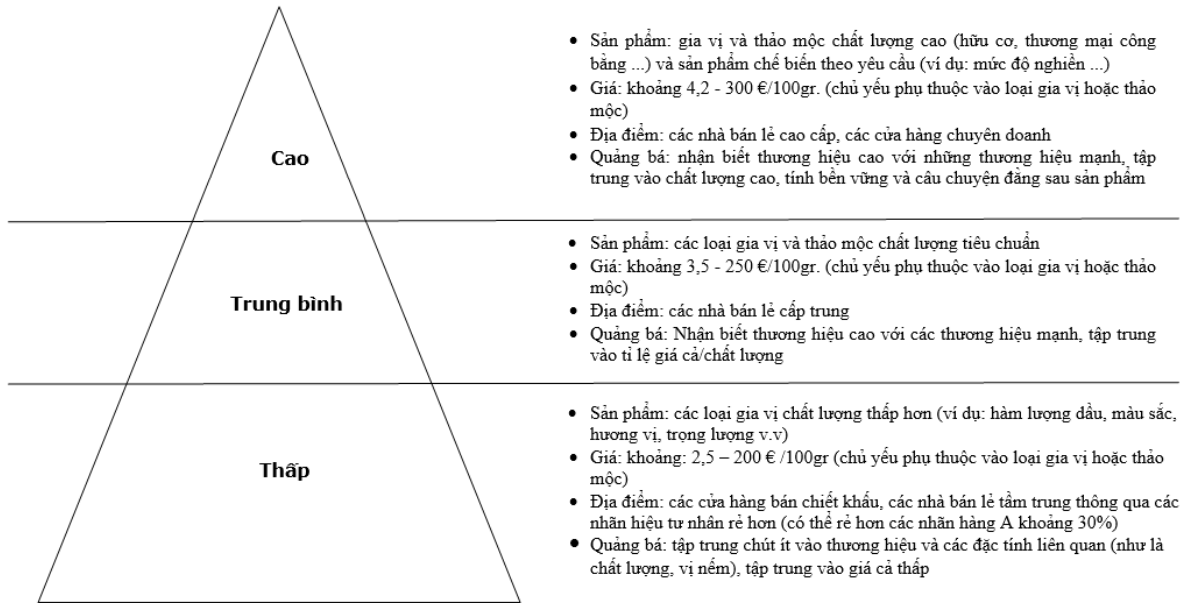 • Sản phẩm: gia vị và thảo mộc chất lượng cao (hữu cơ, thương mại công
bằng ...) và sản phẩm chế biến theo yêu cầu (ví dụ: mức độ nghiền ...)
• Giá: khoảng 4,2 - 300 €/100gr. (chủ yếu phụ thuộc vào loại gia vị hoặc thảo
mộc)
• Địa điểm: các nhà bán lẻ cao cấp, các cửa hàng chuyên doanh
• Quảng bá: nhận biết thương hiệu cao với những thương hiệu mạnh, tập
trung vào chất lượng cao, tính bền vững và câu chuyện đằng sau sản phẩm
Cao
• Sản phẩm: các loại gia vị và thảo mộc chất lượng tiêu chuẩn
• Giá: khoảng 3,5 - 250 €/100gr. (chủ yếu phụ thuộc vào loại gia vị hoặc thảo
mộc)
• Địa điểm: các nhà bán lẻ cấp trung
• Quảng bá: Nhận biết thương hiệu cao với các thương hiệu mạnh, tập trung
vào tỉ lệ giá cả/chất lượng
Trung bình
• Sản phẩm: các loại gia vị chất lượng thấp hơn (ví dụ: hàm lượng dầu, màu sắc,
hương vị, trọng lượng v.v)
• Giá: khoảng: 2,5 – 200 € /100gr (chủ yếu phụ thuộc vào loại gia vị hoặc thảo
mộc)
• Địa điểm: các cửa hàng bán chiết khấu, các nhà bán lẻ tầm trung thông qua các
nhãn hiệu tư nhân rẻ hơn (có thể rẻ hơn các nhãn hàng A khoảng 30%)
• Quảng bá: tập trung chút ít vào thương hiệu và các đặc tính liên quan (như là
chất lượng, vị nếm), tập trung vào giá cả thấp
Thấp